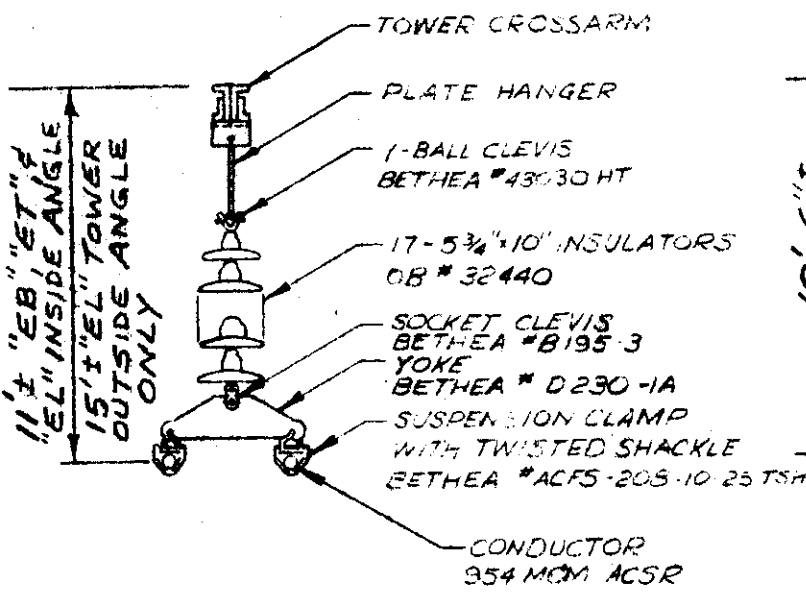 TOWER CROSSARM
PLATE HANGER
1-BALL CLEVIS
BETHEA #43030 HT
17-5¾"x10" INSULATORS
OB # 32440
SOCKET CLEVIS
BETHEA #B195-3
YOKE
BETHEA # D230-1A
SUSPENSION CLAMP
WITH TWISTED SHACKLE
BETHEA #ACFS-208-10-25 TSH
CONDUCTOR
954 MCM ACSR
11'± "EB", "ET", &
"EL" INSIDE ANGLE
15'± "EL" TOWER
OUTSIDE ANGLE
ONLY